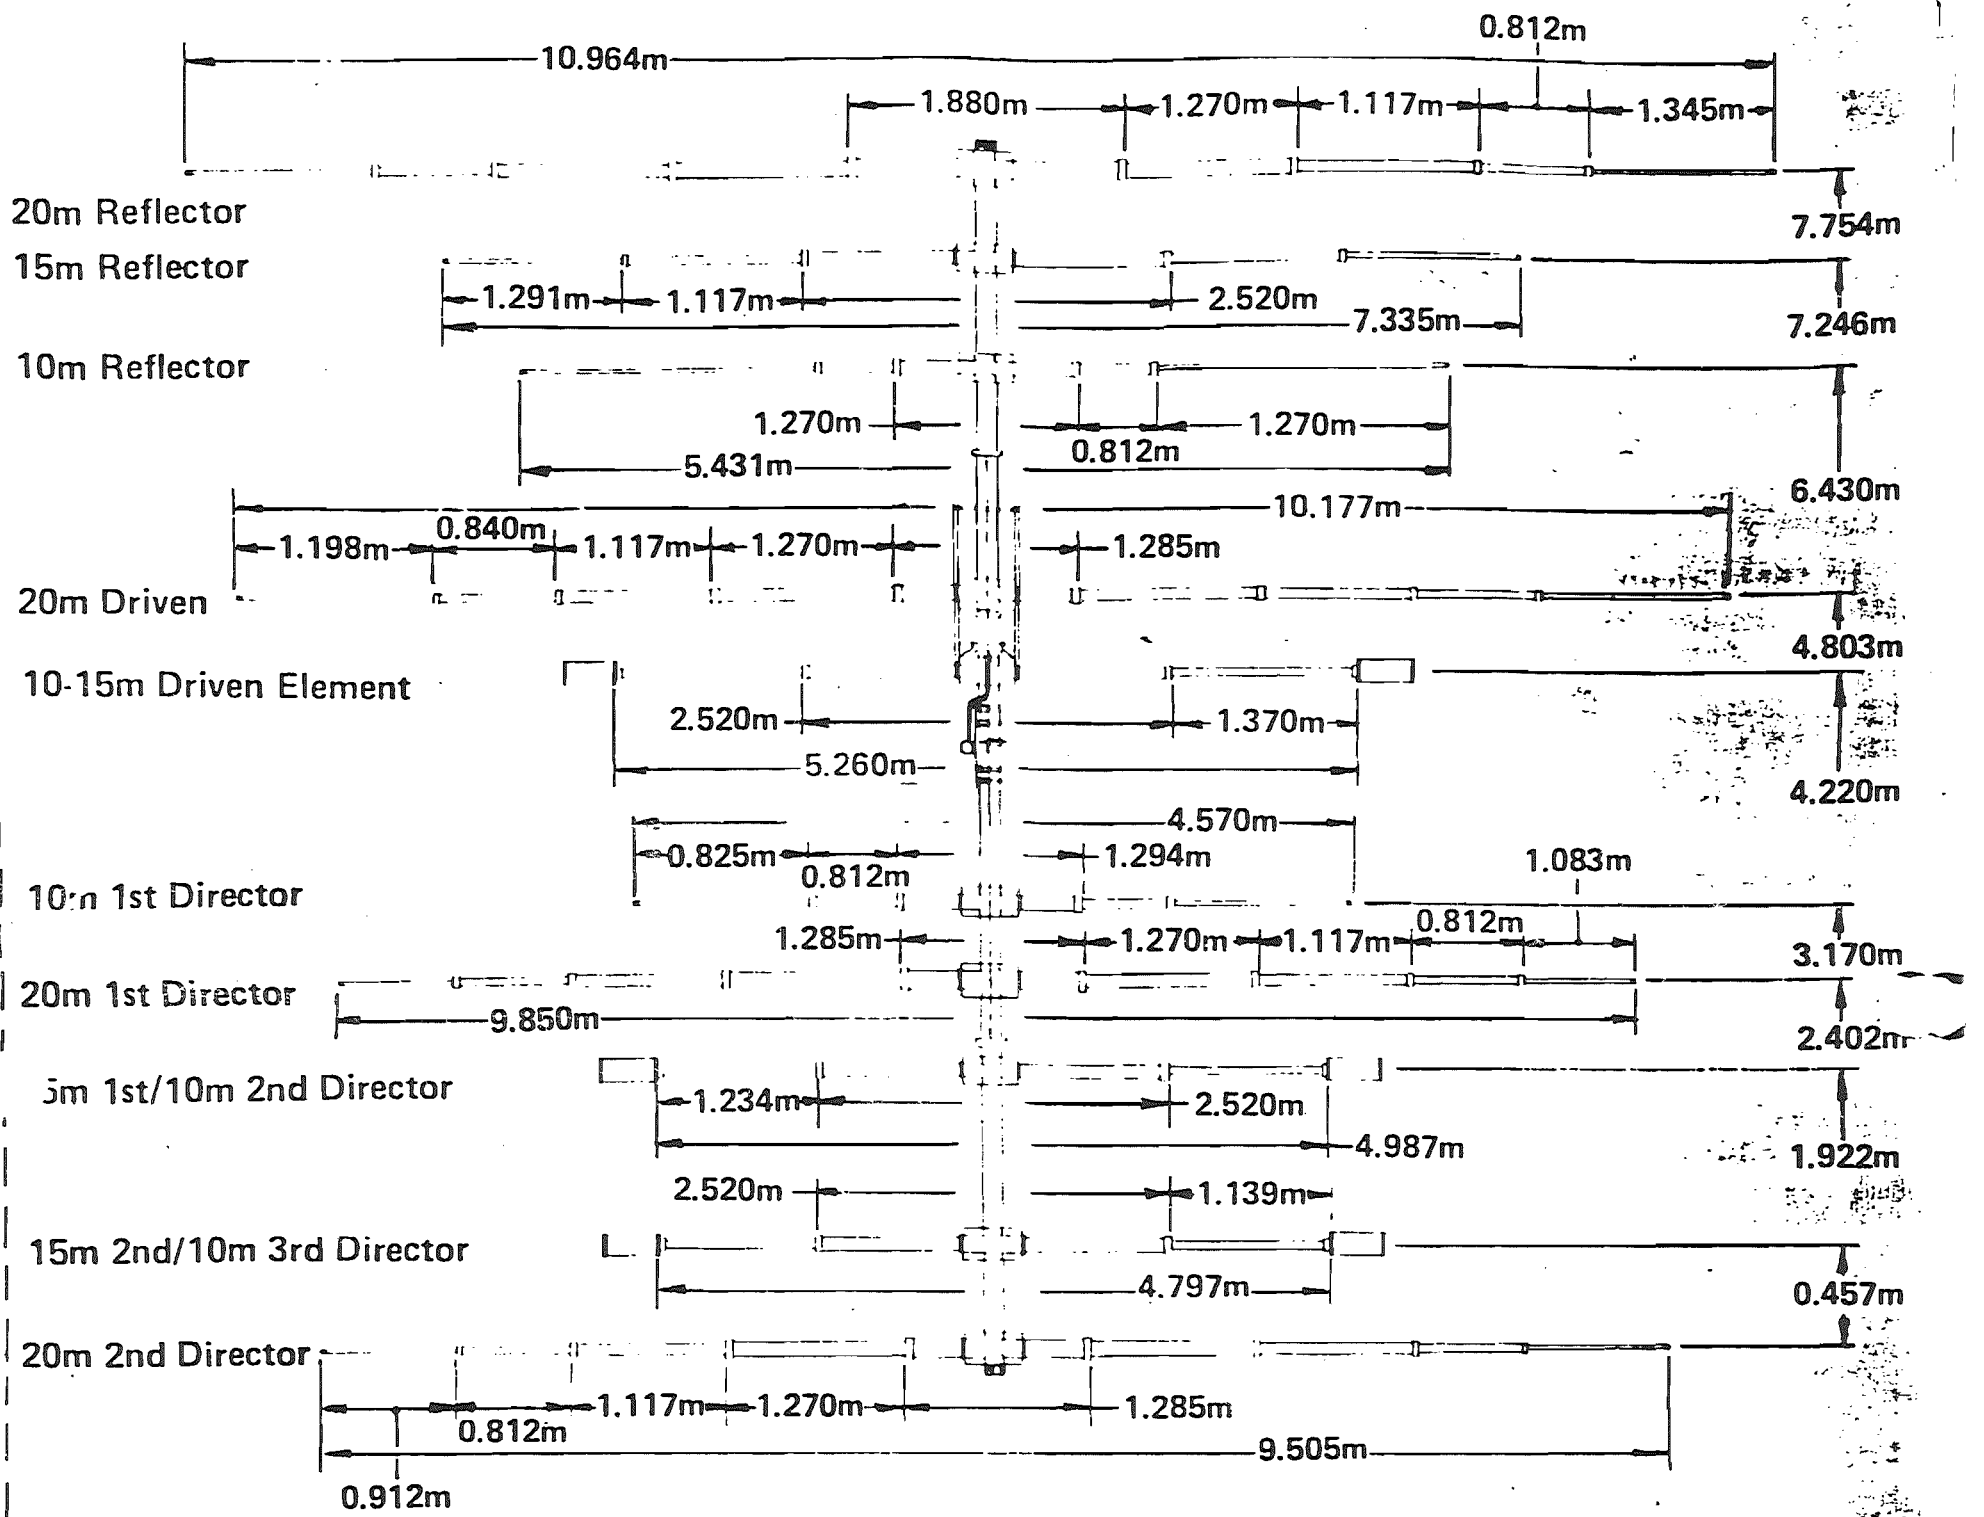 0.812m
10.964m
1.880m 1.270m 1.117m 1.345m
20m Reflector
7.754m
15m Reflector
1.291m 1.117m 2.520m
7.335m 7.246m
10m Reflector
1.270m 0.812m 1.270m
5.431m
6.430m
10.177m
1.198m 0.840m 1.117m 1.270m 1.285m
20m Driven
4.803m
10-15m Driven Element
2.520m 1.370m
5.260m
4.220m
4.570m
0.825m 0.812m 1.294m 1.083m
10m 1st Director
0.812m
1.285m 1.270m 1.117m
3.170m
20m 1st Director
9.850m
2.402m
5m 1st/10m 2nd Director
1.234m 2.520m
4.987m
1.922m
2.520m 1.139m
15m 2nd/10m 3rd Director
4.797m
0.457m
20m 2nd Director
0.812m 1.117m 1.270m 1.285m
9.505m
0.912m